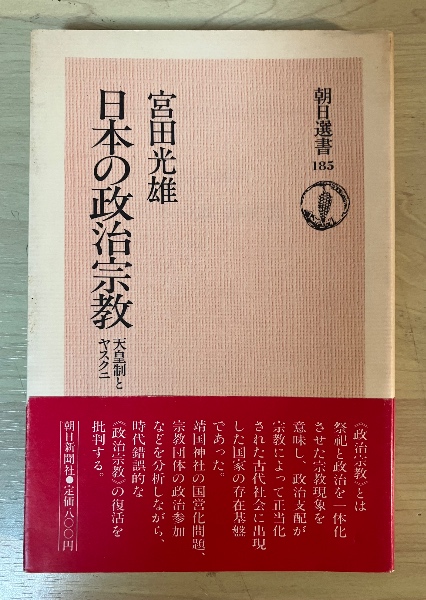 朝日選書
185
宮田光雄
日本の政治宗教
天皇制と
ヤスクニ
《政治宗教》とは
祭祀と政治を一体化
させた宗教現象を
意味し、政治支配が
宗教によって正当化
された古代社会に出現
した国家の存在基盤
であった。
靖国神社の国営化問題、
宗教団体の政治参加
などを分析しながら、
時代錯誤的な
《政治宗教》の復活を
批判する。
朝日新聞社●定価八〇〇円